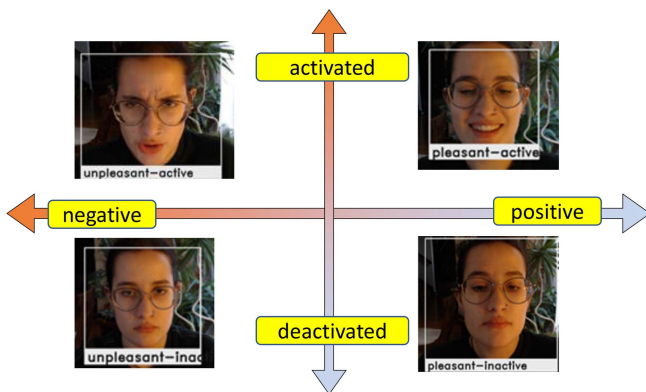 activated
unpleasant-active
pleasant-active
negative
positive
unpleasant-inac
deactivated
pleasant-inactive